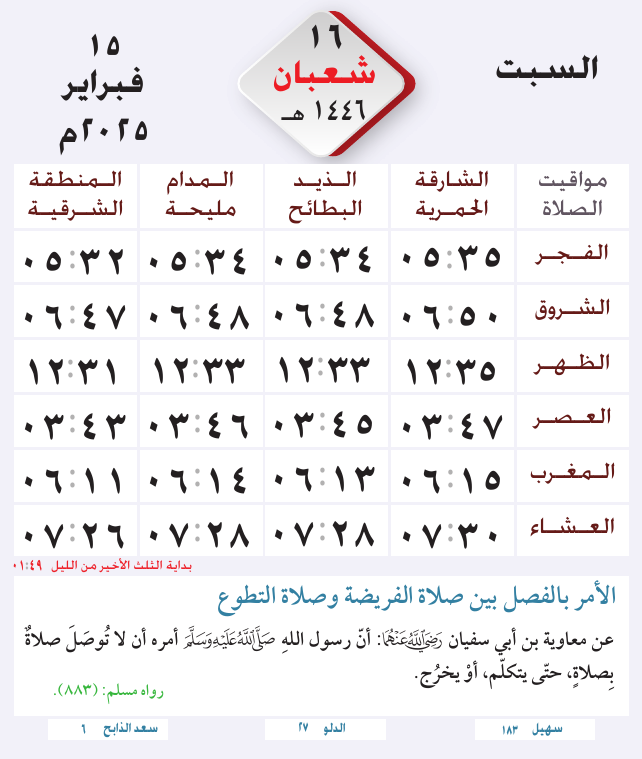 السبت
١٦
شعبان
١٤٤٦ هـ
١٥
فبراير
٢٠٢٥م
مواقيت الصلاة الشارقة الحمرية الذيد البطائح المدام مليحة المنطقة الشرقية
الفجر ٠٥:٣٥ ٠٥:٣٤ ٠٥:٣٤ ٠٥:٣٢
الشروق ٠٦:٥٠ ٠٦:٤٨ ٠٦:٤٨ ٠٦:٤٧
الظهر ١٢:٣٥ ١٢:٣٣ ١٢:٣٣ ١٢:٣١
العصر ٠٣:٤٧ ٠٣:٤٥ ٠٣:٤٦ ٠٣:٤٣
المغرب ٠٦:١٥ ٠٦:١٣ ٠٦:١٤ ٠٦:١١
العشاء ٠٧:٣٠ ٠٧:٢٨ ٠٧:٢٨ ٠٧:٢٦
بداية الثلث الأخير من الليل ٠١:٤٩
الأمر بالفصل بين صلاة الفريضة وصلاة التطوع
عن معاوية بن أبي سفيان رَضِيَ اللَّهُ عَنْهُمَا: أنّ رسول اللهِ صَلَّى اللَّهُ عَلَيْهِ وَسَلَّمَ أمره أن لا تُوصَلَ صلاةٌ
بِصلاةٍ، حتّى يتكلّم، أوْ يخرُج.
رواه مسلم: (٨٨٣).
سهيل ١٨٣ الدلو ٢٧ سعد الذابح ٦